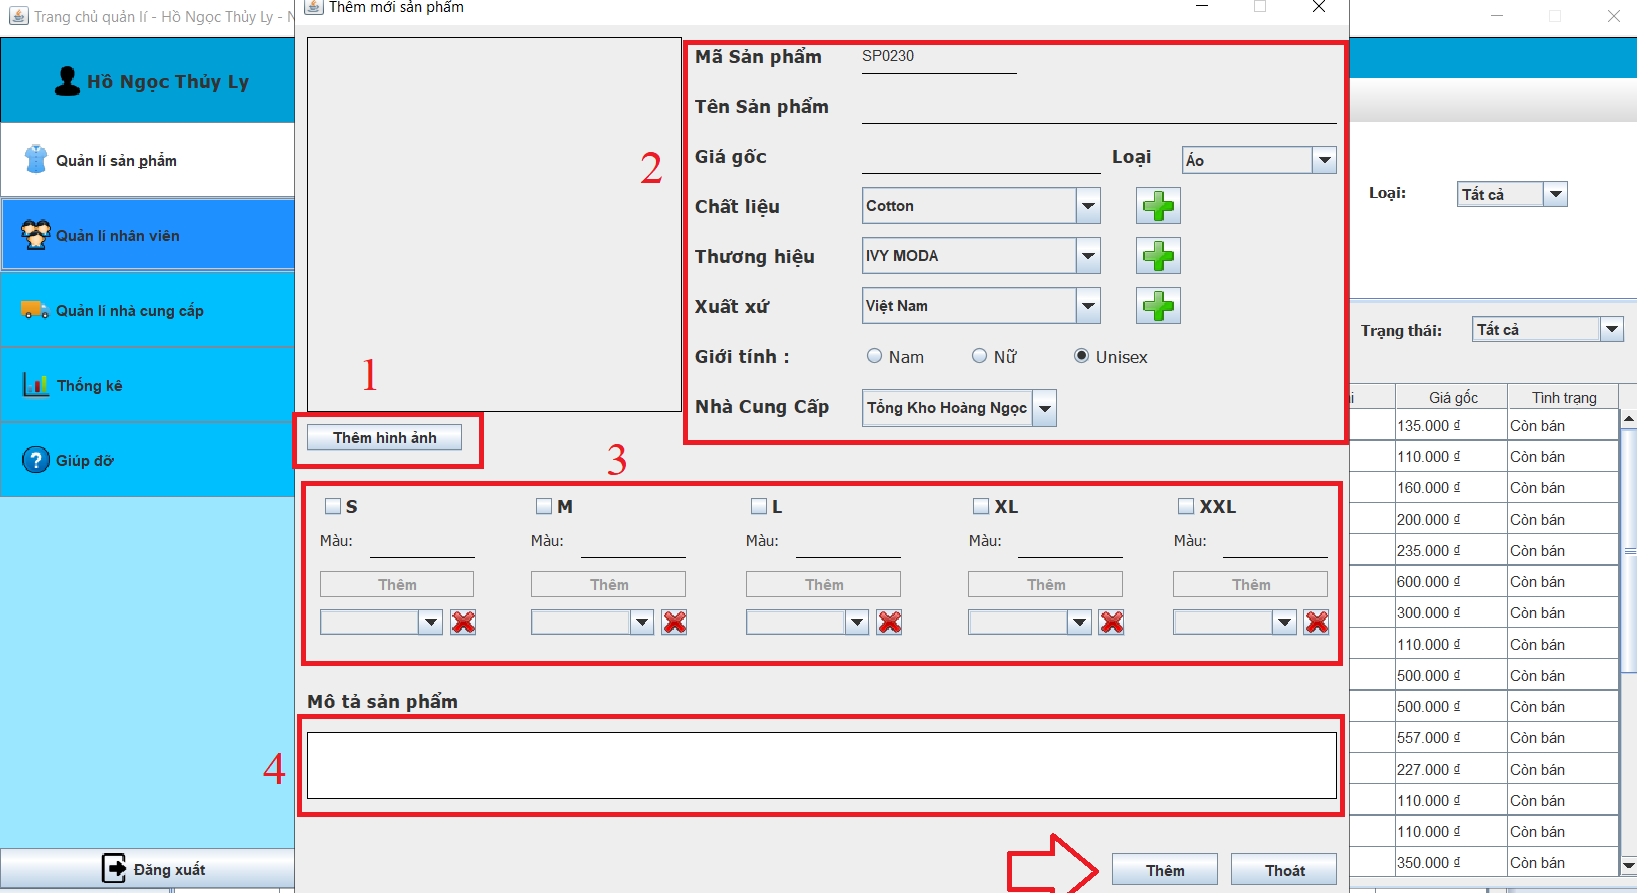 Trang chủ quản lí - Hồ Ngọc Thủy Ly - N
Thêm mới sản phẩm
Hồ Ngọc Thủy Ly
Quản lí sản phẩm
Quản lí nhân viên
Quản lí nhà cung cấp
Thống kê
Giúp đỡ
Đăng xuất
1
Thêm hình ảnh
2
Mã Sản phẩm SP0230
Tên Sản phẩm
Giá gốc Loại Áo
Chất liệu Cotton
Thương hiệu IVY MODA
Xuất xứ Việt Nam
Giới tính : Nam Nữ Unisex
Nhà Cung Cấp Tổng Kho Hoàng Ngọc
3
S M L XL XXL
Màu: Màu: Màu: Màu: Màu:
Thêm Thêm Thêm Thêm Thêm
Mô tả sản phẩm
4
Thêm Thoát
Loại: Tất cả
Trạng thái: Tất cả
i Giá gốc Tình trạng
135.000 ₫ Còn bán
110.000 ₫ Còn bán
160.000 ₫ Còn bán
200.000 ₫ Còn bán
235.000 ₫ Còn bán
600.000 ₫ Còn bán
300.000 ₫ Còn bán
110.000 ₫ Còn bán
500.000 ₫ Còn bán
500.000 ₫ Còn bán
557.000 ₫ Còn bán
227.000 ₫ Còn bán
110.000 ₫ Còn bán
110.000 ₫ Còn bán
350.000 ₫ Còn bán